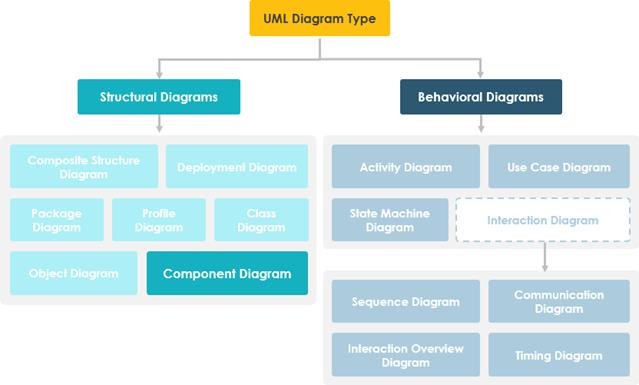 UML Diagram Type
Structural Diagrams
Behavioral Diagrams
Composite Structure
Diagram
Deployment Diagram
Package
Diagram
Profile
Diagram
Class
Diagram
Object Diagram
Component Diagram
Activity Diagram
Use Case Diagram
State Machine
Diagram
Interaction Diagram
Sequence Diagram
Communication
Diagram
Interaction Overview
Diagram
Timing Diagram